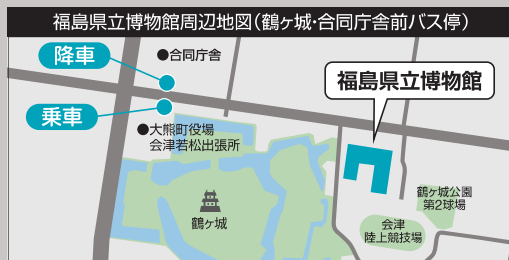 福島県立博物館周辺地図(鶴ヶ城・合同庁舎前バス停)
降車
●合同庁舎
福島県立博物館
乗車
●大熊町役場
会津若松出張所
鶴ヶ城公園
第2球場
鶴ヶ城
会津
陸上競技場